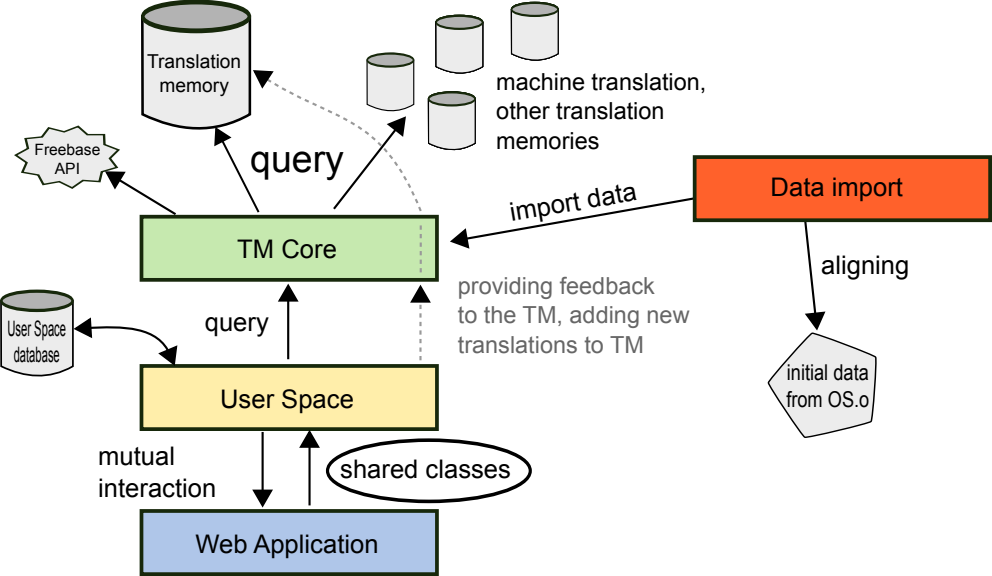 Translation
memory
machine translation,
other translation
memories
Freebase
API
query
Data import
import data
TM Core
aligning
providing feedback
to the TM, adding new
translations to TM
query
User Space
database
initial data
from OS.o
User Space
mutual
interaction
shared classes
Web Application